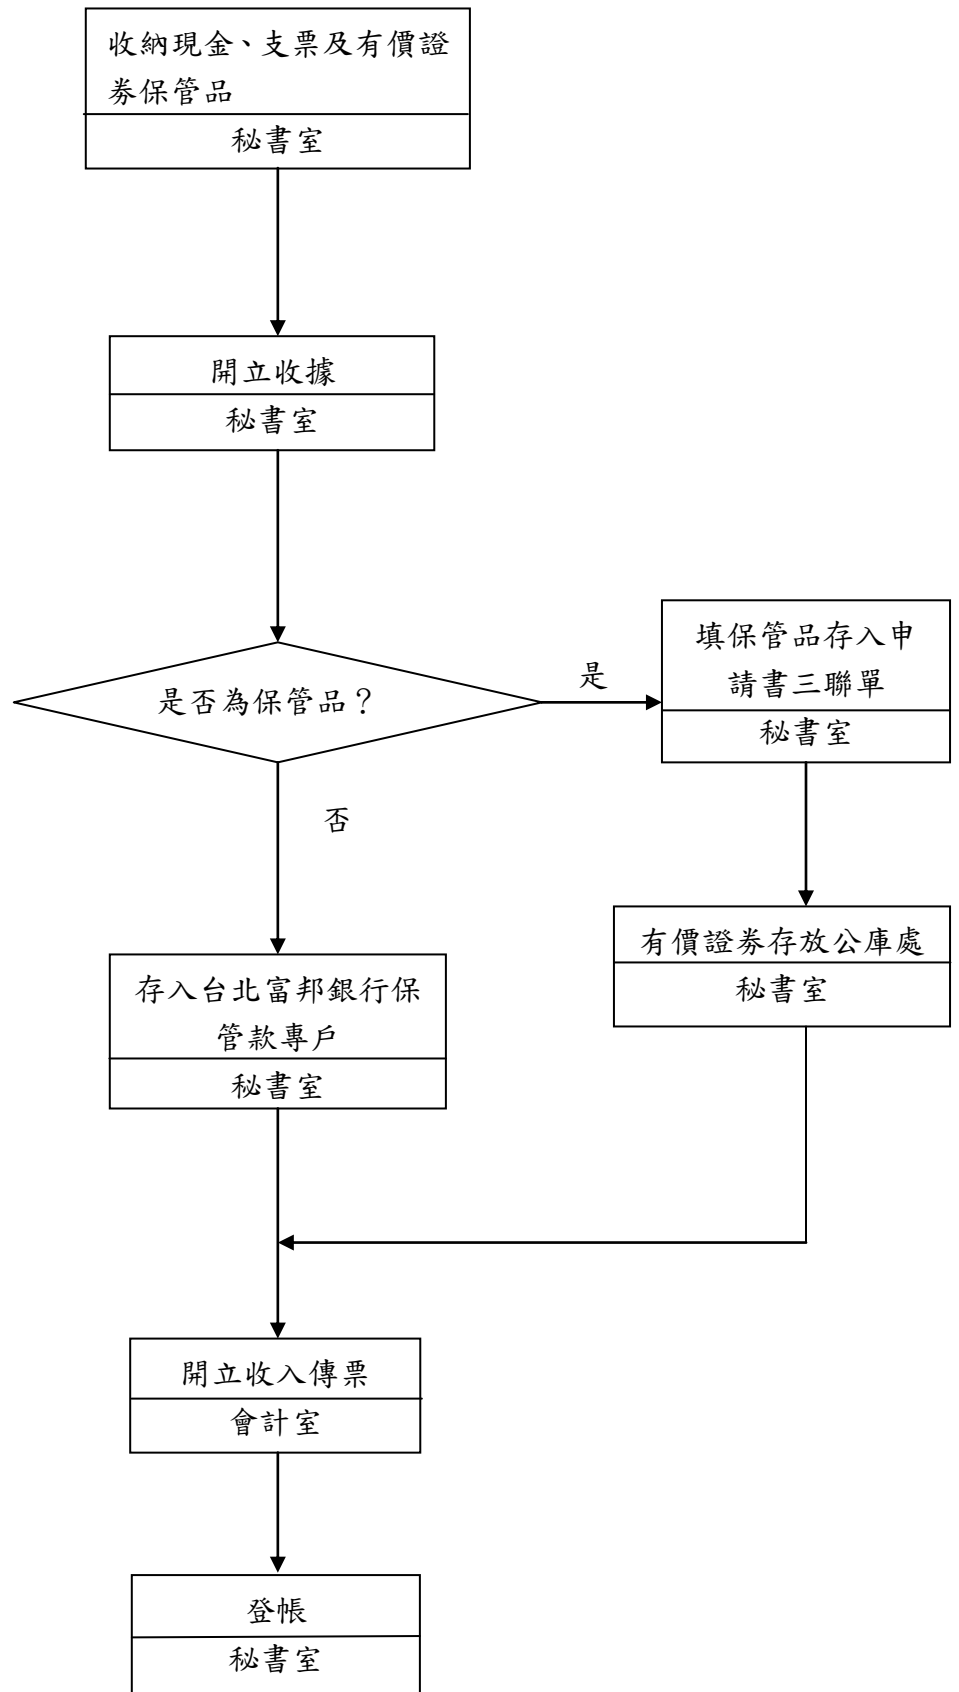 收納現金、支票及有價證
券保管品
秘書室
開立收據
秘書室
是否為保管品?
是
填保管品存入申
請書三聯單
秘書室
否
有價證券存放公庫處
秘書室
存入台北富邦銀行保
管款專戶
秘書室
開立收入傳票
會計室
登帳
秘書室